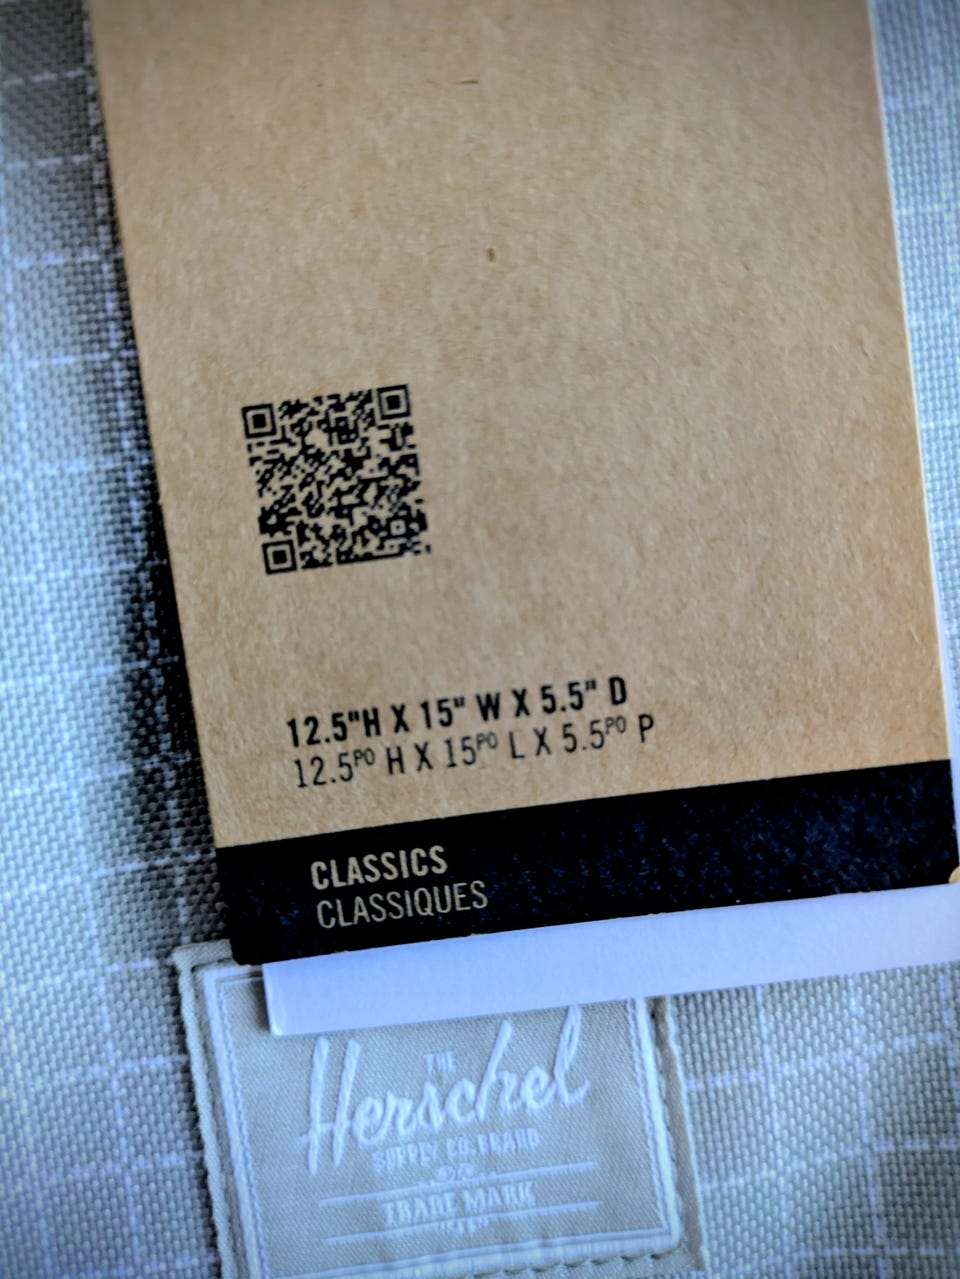 12.5"H X 15" W X 5.5" D
12.5PO H X 15PO L X 5.5PO P
CLASSICS
CLASSIQUES
THE
Herschel
SUPPLY CO. BRAND
TRADE MARK